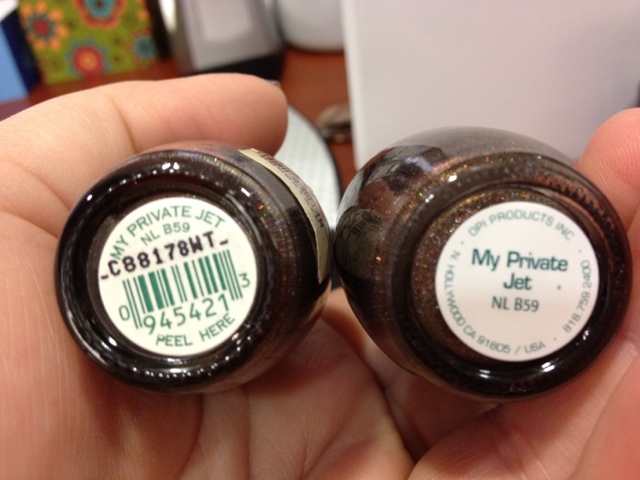 MY PRIVATE JET
NL B59
-C88178WT-
0 945421 3
PEEL HERE
OPI PRODUCTS INC •
My Private
Jet
NL B59
N HOLLYWOOD CA 91605 / USA • 818 759 2400